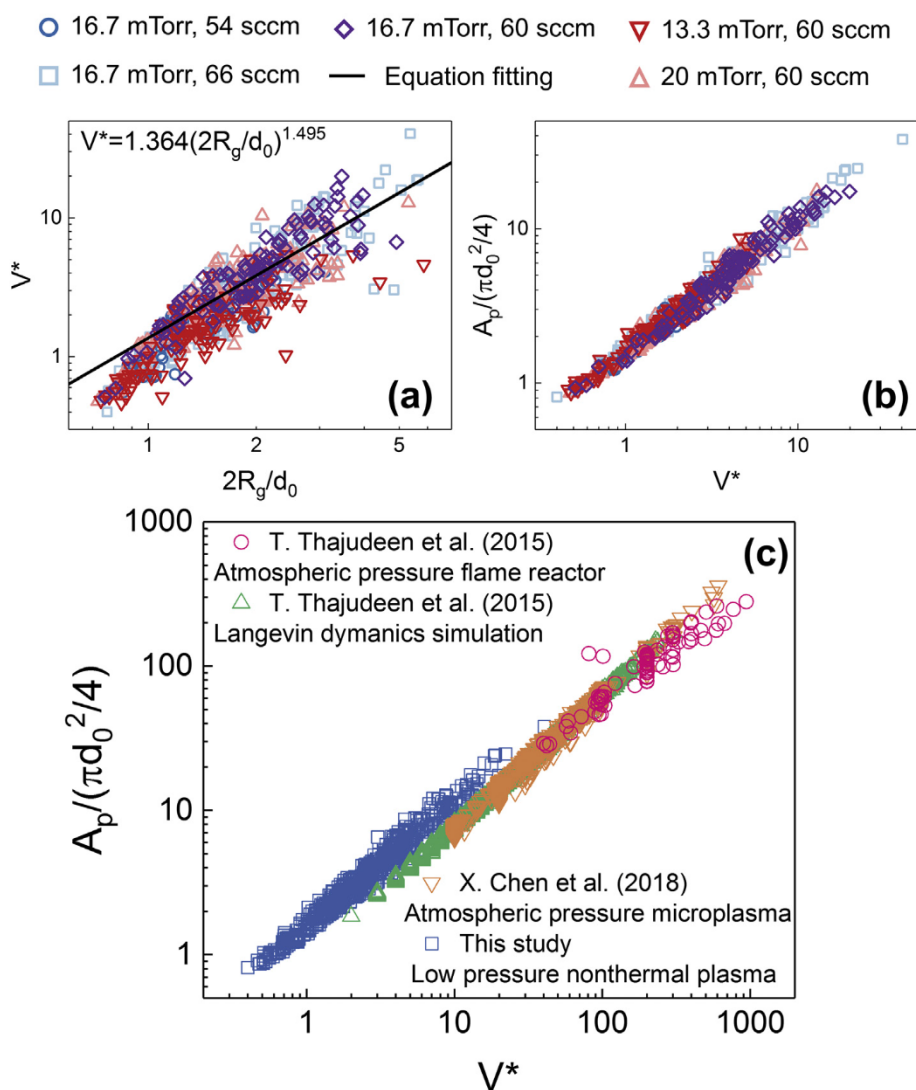 16.7 mTorr, 54 sccm 16.7 mTorr, 60 sccm 13.3 mTorr, 60 sccm
16.7 mTorr, 66 sccm Equation fitting 20 mTorr, 60 sccm
V*=1.364(2Rg/d0)^1.495
10
1
V*
(a)
1 2 5
2Rg/d0
10
1
Ap/(πd0²/4)
(b)
1 10
V*
1000
100
10
1
Ap/(πd0²/4)
(c)
T. Thajudeen et al. (2015)
Atmospheric pressure flame reactor
T. Thajudeen et al. (2015)
Langevin dymanics simulation
X. Chen et al. (2018)
Atmospheric pressure microplasma
This study
Low pressure nonthermal plasma
1 10 100 1000
V*